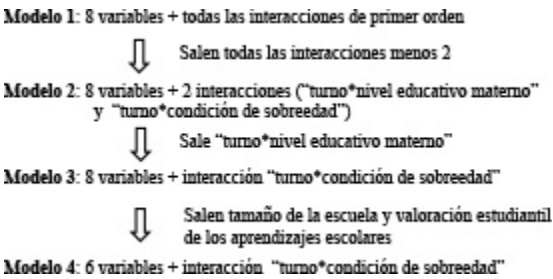 Modelo 1: 8 variables + todas las interacciones de primer orden
Salen todas las interacciones menos 2
Modelo 2: 8 variables + 2 interacciones (“turno*nivel educativo materno”
y “turno*condición de sobreedad”)
Sale “turno*nivel educativo materno”
Modelo 3: 8 variables + interacción “turno*condición de sobreedad”
Salen tamaño de la escuela y valoración estudiantil
de los aprendizajes escolares
Modelo 4: 6 variables + interacción “turno*condición de sobreedad”